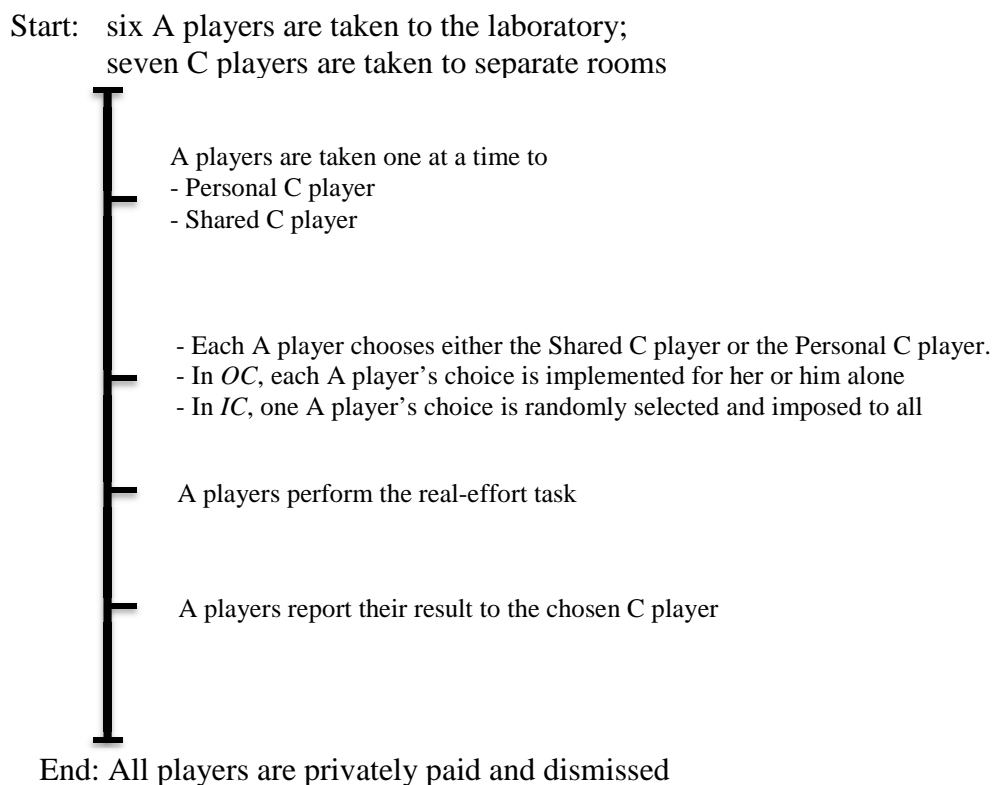 Start: six A players are taken to the laboratory;
seven C players are taken to separate rooms
A players are taken one at a time to
- Personal C player
- Shared C player
- Each A player chooses either the Shared C player or the Personal C player.
- In OC, each A player’s choice is implemented for her or him alone
- In IC, one A player’s choice is randomly selected and imposed to all
A players perform the real-effort task
A players report their result to the chosen C player
End: All players are privately paid and dismissed